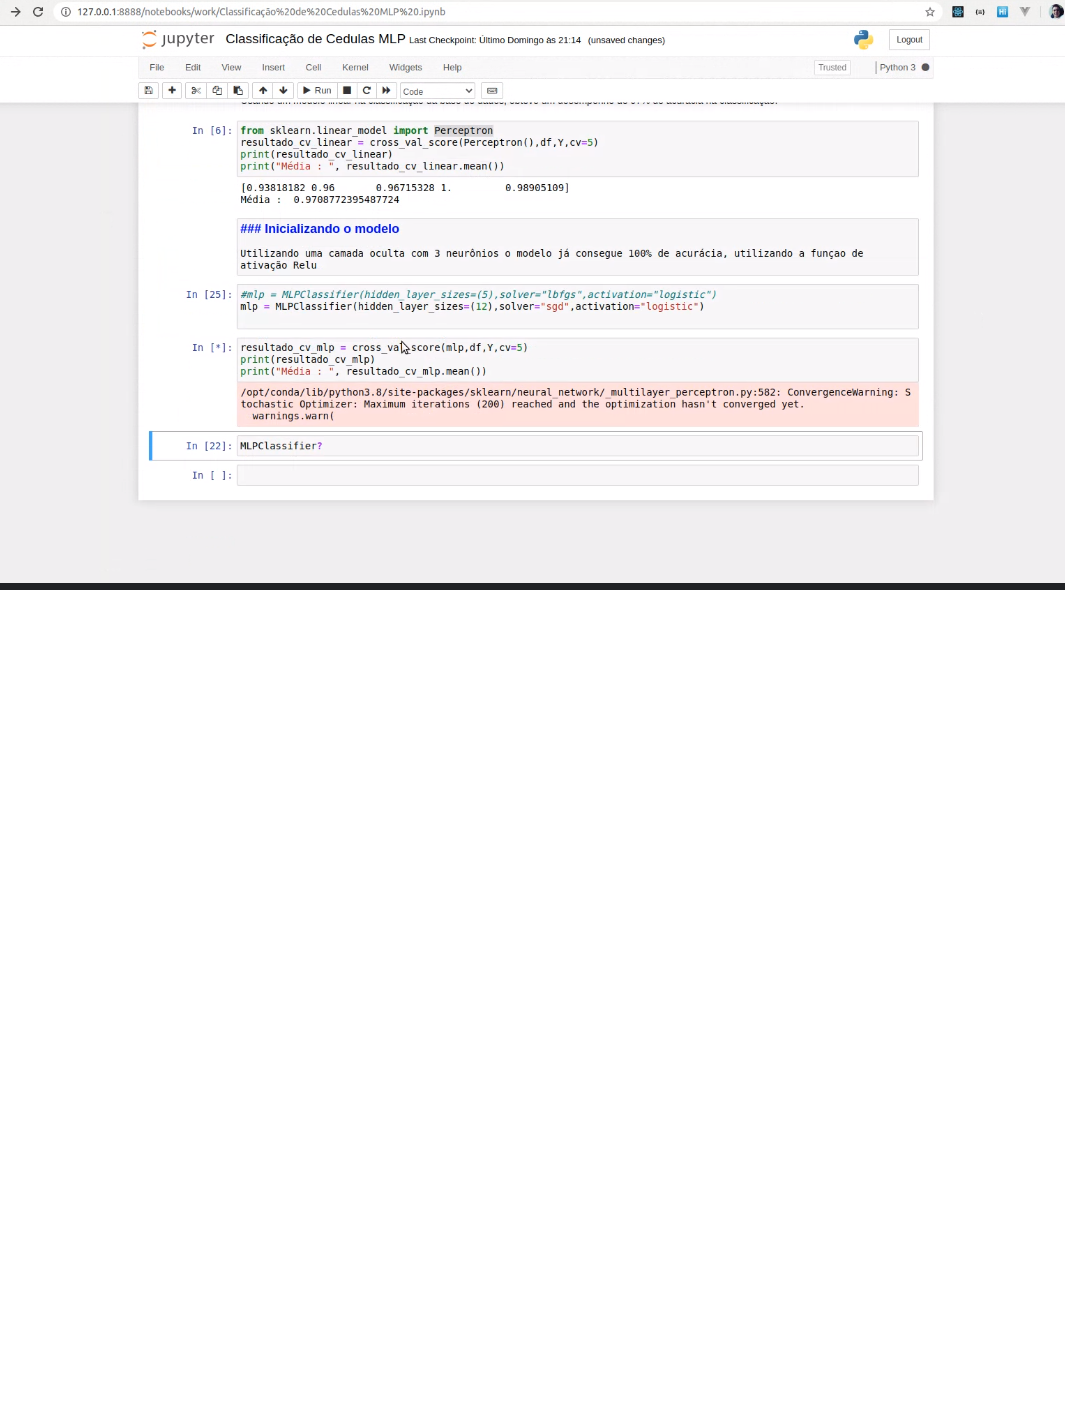 127.0.0.1:8888/notebooks/work/Classificação%20de%20Cedulas%20MLP%20.ipynb
jupyter Classificação de Cedulas MLP Last Checkpoint: Último Domingo às 21:14 (unsaved changes) Logout
File Edit View Insert Cell Kernel Widgets Help Trusted Python 3
Run Code
In [6]: from sklearn.linear_model import Perceptron
resultado_cv_linear = cross_val_score(Perceptron(),df,Y,cv=5)
print(resultado_cv_linear)
print("Média : ", resultado_cv_linear.mean())
[0.93818182 0.96 0.96715328 1. 0.98905109]
Média : 0.9708772395487724
### Inicializando o modelo
Utilizando uma camada oculta com 3 neurônios o modelo já consegue 100% de acurácia, utilizando a funçao de
ativação Relu
In [25]: #mlp = MLPClassifier(hidden_layer_sizes=(5),solver="lbfgs",activation="logistic")
mlp = MLPClassifier(hidden_layer_sizes=(12),solver="sgd",activation="logistic")
In [*]: resultado_cv_mlp = cross_val_score(mlp,df,Y,cv=5)
print(resultado_cv_mlp)
print("Média : ", resultado_cv_mlp.mean())
/opt/conda/lib/python3.8/site-packages/sklearn/neural_network/_multilayer_perceptron.py:582: ConvergenceWarning: S
tochastic Optimizer: Maximum iterations (200) reached and the optimization hasn't converged yet.
warnings.warn(
In [22]: MLPClassifier?
In [ ]: